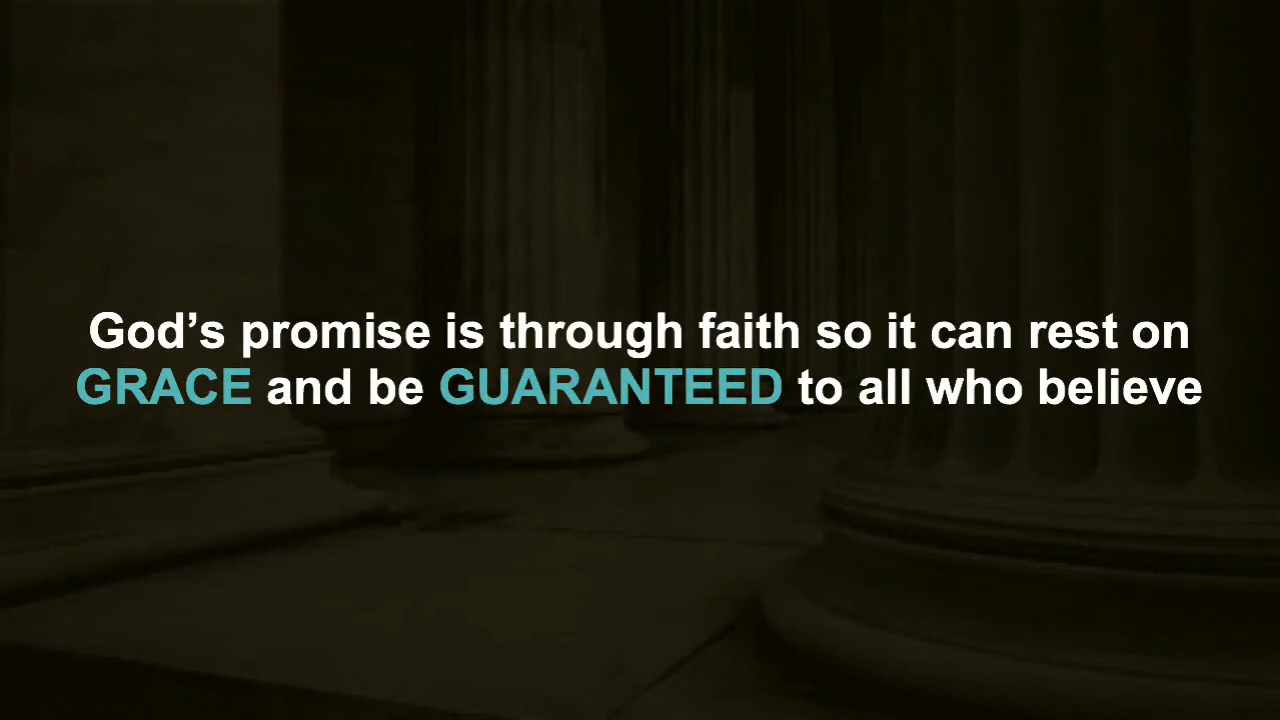 God’s promise is through faith so it can rest on
GRACE and be GUARANTEED to all who believe